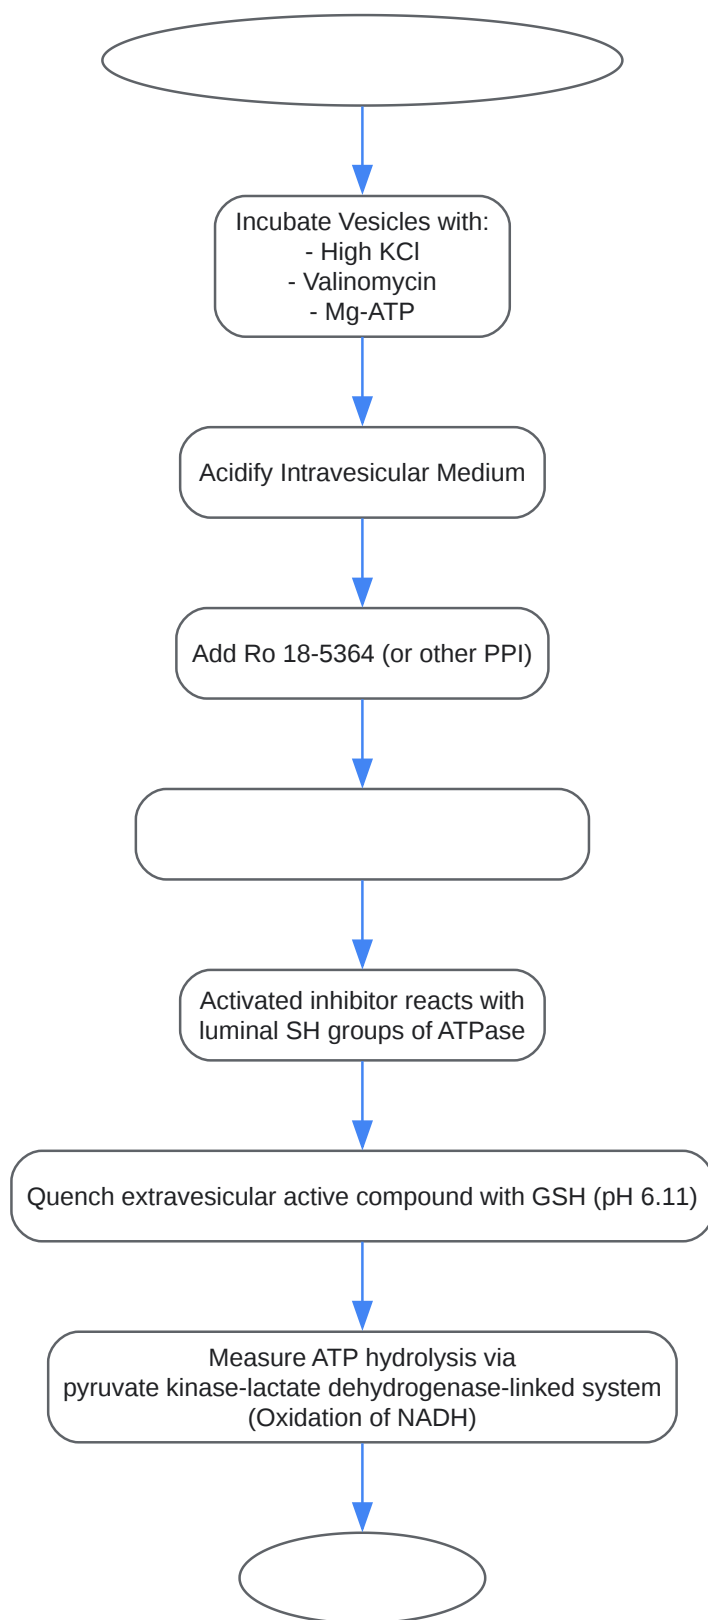 Incubate Vesicles with:
- High KCl
- Valinomycin
- Mg-ATP
Acidify Intravesicular Medium
Add Ro 18-5364 (or other PPI)
Activated inhibitor reacts with
luminal SH groups of ATPase
Quench extravesicular active compound with GSH (pH 6.11)
Measure ATP hydrolysis via
pyruvate kinase-lactate dehydrogenase-linked system
(Oxidation of NADH)